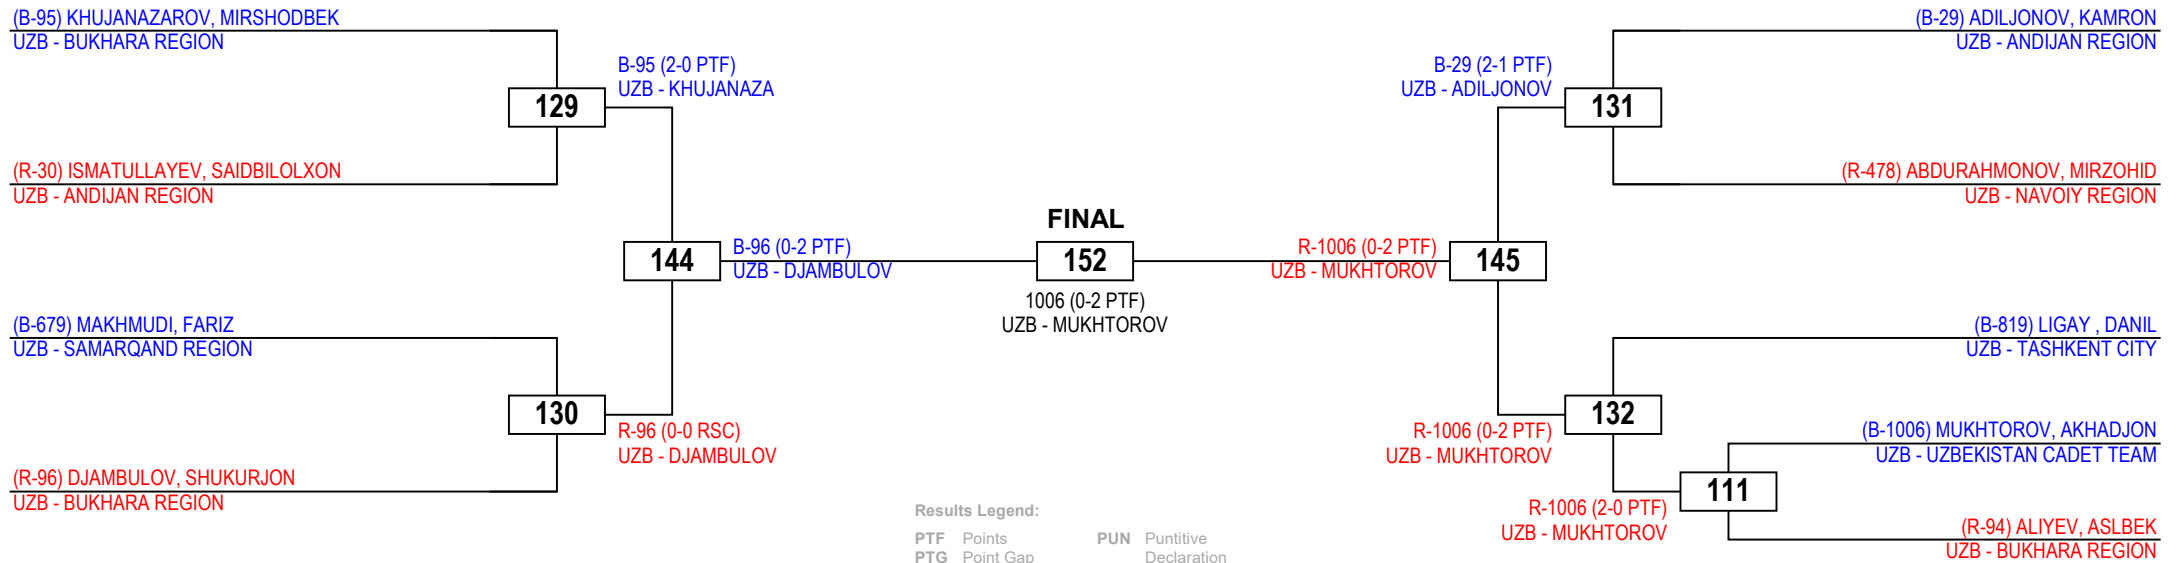 (B-95) KHUJANAZAROV, MIRSHODBEK
UZB - BUKHARA REGION
B-95 (2-0 PTF)
UZB - KHUJANAZA
129
(R-30) ISMATULLAYEV, SAIDBILOLXON
UZB - ANDIJAN REGION
144
B-96 (0-2 PTF)
UZB - DJAMBULOV
(B-679) MAKHMUDI, FARIZ
UZB - SAMARQAND REGION
130
R-96 (0-0 RSC)
UZB - DJAMBULOV
(R-96) DJAMBULOV, SHUKURJON
UZB - BUKHARA REGION
FINAL
152
1006 (0-2 PTF)
UZB - MUKHTOROV
(B-29) ADILJONOV, KAMRON
UZB - ANDIJAN REGION
B-29 (2-1 PTF)
UZB - ADILJONOV
131
(R-478) ABDURAHMONOV, MIRZOHID
UZB - NAVOIY REGION
R-1006 (0-2 PTF)
UZB - MUKHTOROV
145
(B-819) LIGAY , DANIL
UZB - TASHKENT CITY
132
R-1006 (0-2 PTF)
UZB - MUKHTOROV
(B-1006) MUKHTOROV, AKHADJON
UZB - UZBEKISTAN CADET TEAM
111
R-1006 (2-0 PTF)
UZB - MUKHTOROV
(R-94) ALIYEV, ASLBEK
UZB - BUKHARA REGION
Results Legend:
PTF Points PUN Puntitive
PTG Point Gap Declaration